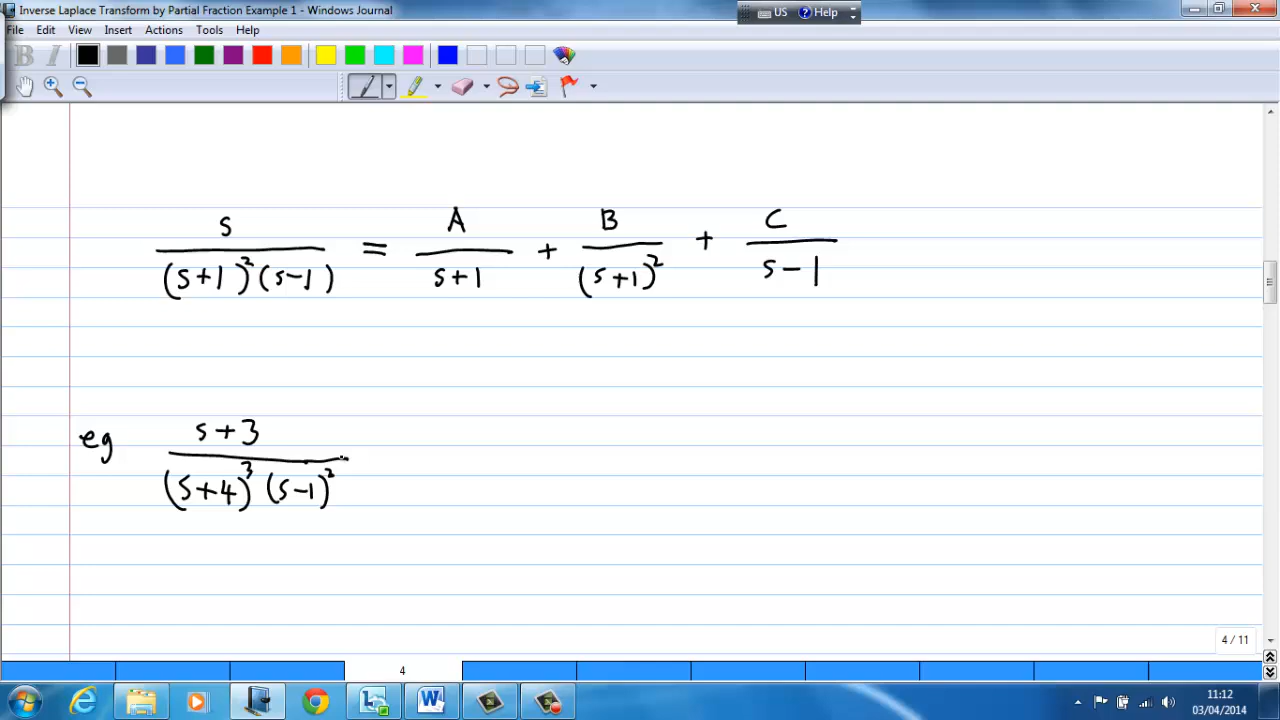 Inverse Laplace Transform by Partial Fraction Example 1 - Windows Journal
US Help
File Edit View Insert Actions Tools Help
B I
s/((s+1)²(s-1)) = A/(s+1) + B/(s+1)² + C/(s-1)
eg (s+3)/((s+4)³(s-1)²)
4 / 11
4
11:12
03/04/2014